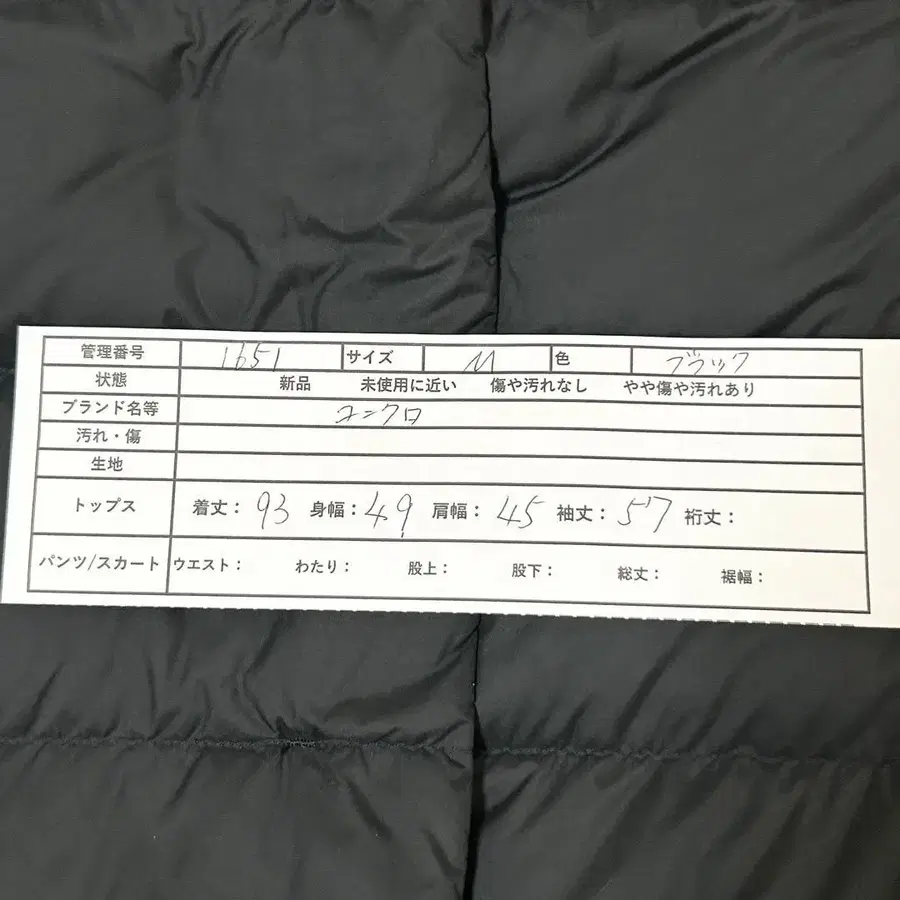 管理番号 1651 サイズ M 色 ブラック
状態 新品 未使用に近い 傷や汚れなし やや傷や汚れあり
ブランド名等 ユニクロ
汚れ・傷
生地
トップス 着丈： 93 身幅： 49 肩幅： 45 袖丈： 57 裄丈：
パンツ/スカート ウエスト： わたり： 股上： 股下： 総丈： 裾幅：